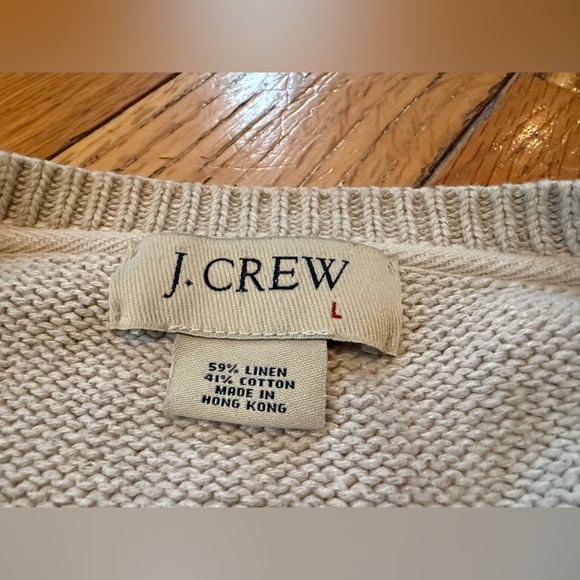 J. CREW
L
59% LINEN
41% COTTON
MADE IN
HONG KONG